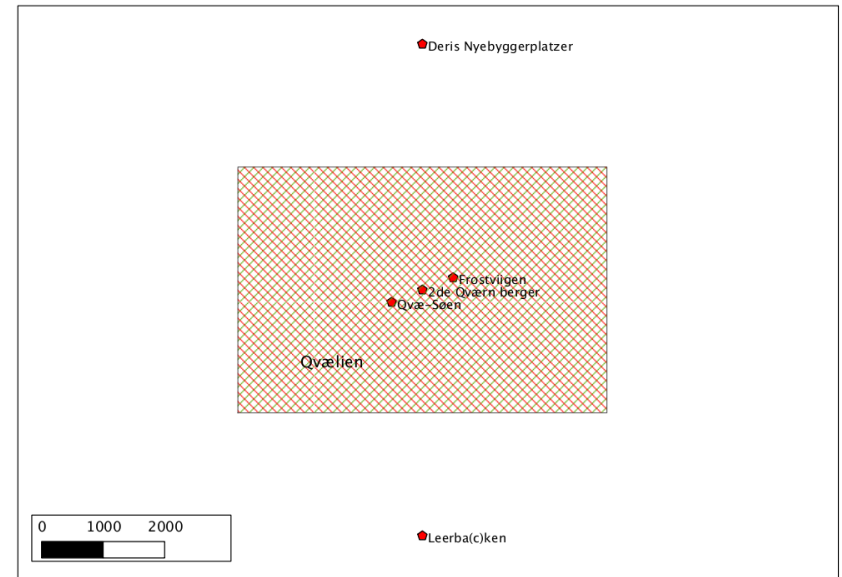 Deris Nyebyggerplatzer
Frostviigen
2de Qværn berger
Qvæ-Søen
Qvælien
0 1000 2000
Leerba(c)ken